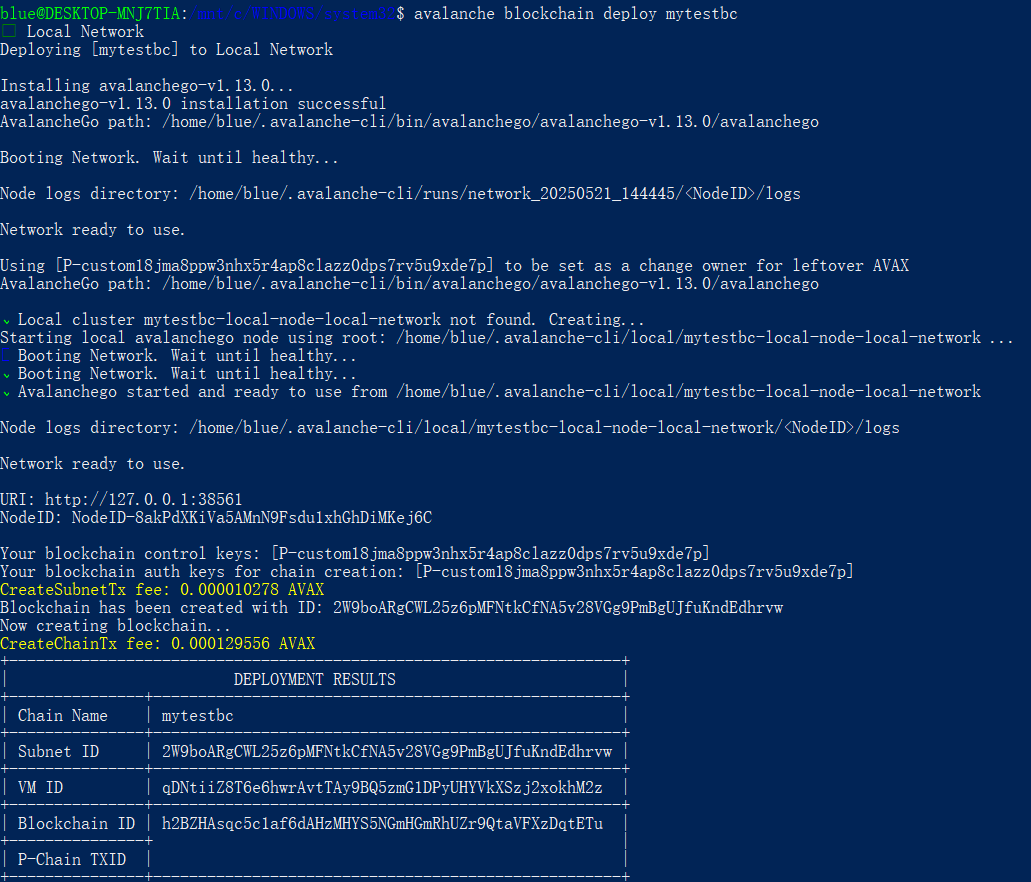 blue@DESKTOP-MNJ7TIA:/mnt/c/WINDOWS/system32$ avalanche blockchain deploy mytestbc
Local Network
Deploying [mytestbc] to Local Network
Installing avalanchego-v1.13.0...
avalanchego-v1.13.0 installation successful
AvalancheGo path: /home/blue/.avalanche-cli/bin/avalanchego/avalanchego-v1.13.0/avalanchego
Booting Network. Wait until healthy...
Node logs directory: /home/blue/.avalanche-cli/runs/network_20250521_144445/<NodeID>/logs
Network ready to use.
Using [P-custom18jma8ppw3nhx5r4ap8clazz0dps7rv5u9xde7p] to be set as a change owner for leftover AVAX
AvalancheGo path: /home/blue/.avalanche-cli/bin/avalanchego/avalanchego-v1.13.0/avalanchego
Local cluster mytestbc-local-node-local-network not found. Creating...
Starting local avalanchego node using root: /home/blue/.avalanche-cli/local/mytestbc-local-node-local-network ...
Booting Network. Wait until healthy...
Booting Network. Wait until healthy...
Avalanchego started and ready to use from /home/blue/.avalanche-cli/local/mytestbc-local-node-local-network
Node logs directory: /home/blue/.avalanche-cli/local/mytestbc-local-node-local-network/<NodeID>/logs
Network ready to use.
URI: http://127.0.0.1:38561
NodeID: NodeID-8akPdXKiVa5AMnN9Fsdu1xhGhDiMKej6C
Your blockchain control keys: [P-custom18jma8ppw3nhx5r4ap8clazz0dps7rv5u9xde7p]
Your blockchain auth keys for chain creation: [P-custom18jma8ppw3nhx5r4ap8clazz0dps7rv5u9xde7p]
CreateSubnetTx fee: 0.000010278 AVAX
Blockchain has been created with ID: 2W9boARgCWL25z6pMFNtkCfNA5v28VGg9PmBgUJfuKndEdhrvw
Now creating blockchain...
CreateChainTx fee: 0.000129556 AVAX
DEPLOYMENT RESULTS
Chain Name | mytestbc
Subnet ID | 2W9boARgCWL25z6pMFNtkCfNA5v28VGg9PmBgUJfuKndEdhrvw
VM ID | qDNtiiZ8T6e6hwrAvtTAy9BQ5zmG1DPyUHYVkXSzj2xokhM2z
Blockchain ID | h2BZHAsqc5c1af6dAHzMHYS5NGmHGmRhUZr9QtaVFXzDqtETu
P-Chain TXID |